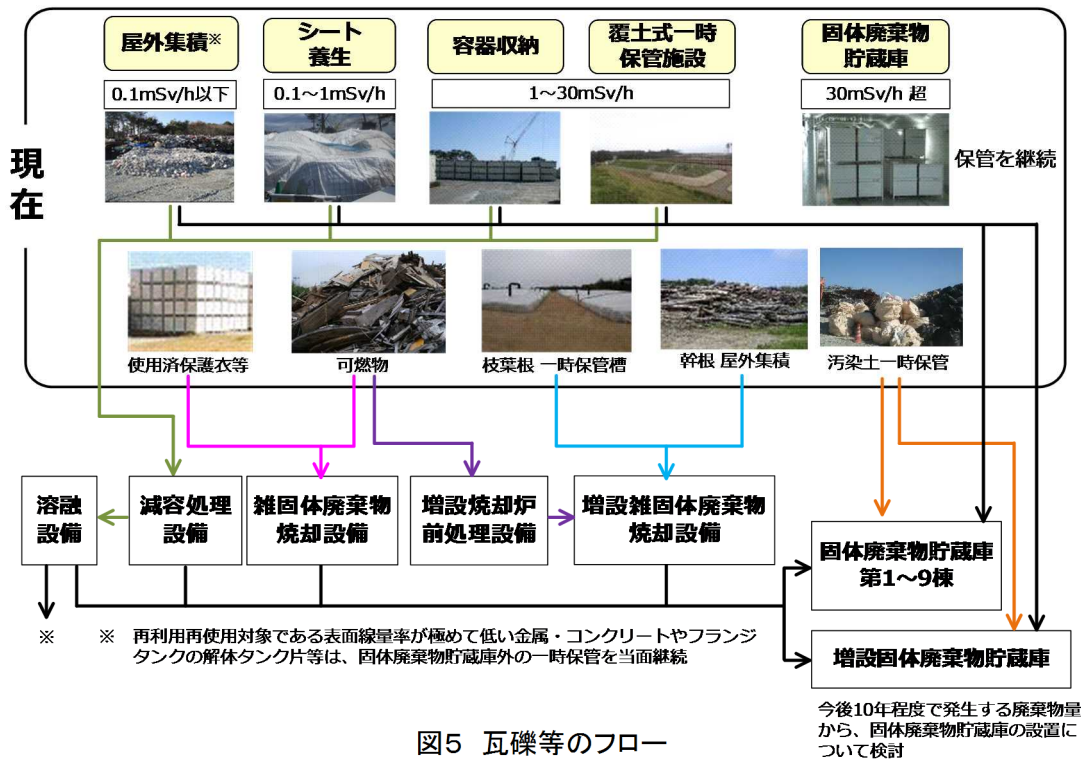 屋外集積※
シート
養生
容器収納
覆土式一時
保管施設
固体廃棄物
貯蔵庫
0.1mSv/h以下
0.1～1mSv/h
1～30mSv/h
30mSv/h 超
現在
保管を継続
使用済保護衣等
可燃物
枝葉根 一時保管槽
幹根 屋外集積
汚染土一時保管
溶融
設備
減容処理
設備
雑固体廃棄物
焼却設備
増設焼却炉
前処理設備
増設雑固体廃棄物
焼却設備
固体廃棄物貯蔵庫
第1～9棟
増設固体廃棄物貯蔵庫
※
※ 再利用再使用対象である表面線量率が極めて低い金属・コンクリートやフランジ
タンクの解体タンク片等は、固体廃棄物貯蔵庫外の一時保管を当面継続
今後10年程度で発生する廃棄物量
から、固体廃棄物貯蔵庫の設置に
ついて検討
図５ 瓦礫等のフロー